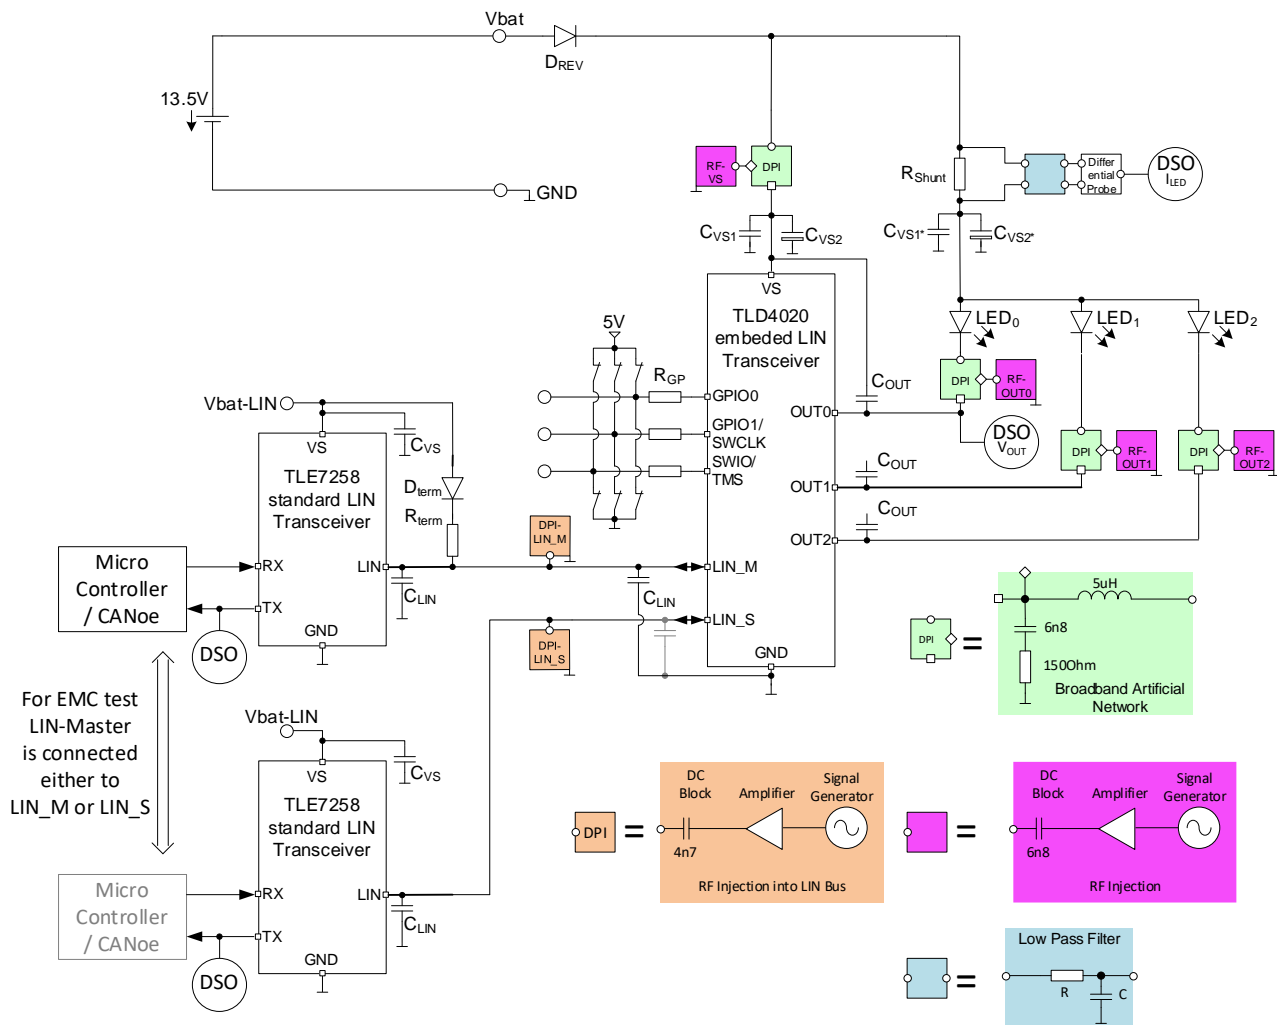 Vbat
DREV
13.5V
GND
RF-
VS
DPI
RShunt
Differ
ential
Probe
DSO
ILED
CVS1
CVS2
CVS1*
CVS2*
VS
TLD4020
embeded LIN
Transceiver
LED0
LED1
LED2
5V
RGP
GPIO0
GPIO1/
SWCLK
SWIO/
TMS
COUT
OUT0
DPI
RF-
OUT0
DSO
VOUT
DPI
RF-
OUT1
DPI
RF-
OUT2
COUT
OUT1
COUT
OUT2
Vbat-LIN
VS
CVS
TLE7258
standard LIN
Transceiver
Dterm
Rterm
DPI-
LIN_M
Micro
Controller
/ CANoe
RX
LIN
TX
CLIN
GND
DSO
LIN_M
CLIN
LIN_S
DPI-
LIN_S
GND
5uH
6n8
150Ohm
DPI
=
Broadband Artificial
Network
For EMC test
LIN-Master
is connected
either to
LIN_M or LIN_S
Vbat-LIN
VS
CVS
TLE7258
standard LIN
Transceiver
Micro
Controller
/ CANoe
RX
LIN
TX
CLIN
GND
DSO
DPI
=
DC
Block
Amplifier
Signal
Generator
4n7
RF Injection into LIN Bus
=
DC
Block
Amplifier
Signal
Generator
6n8
RF Injection
=
Low Pass Filter
R
C